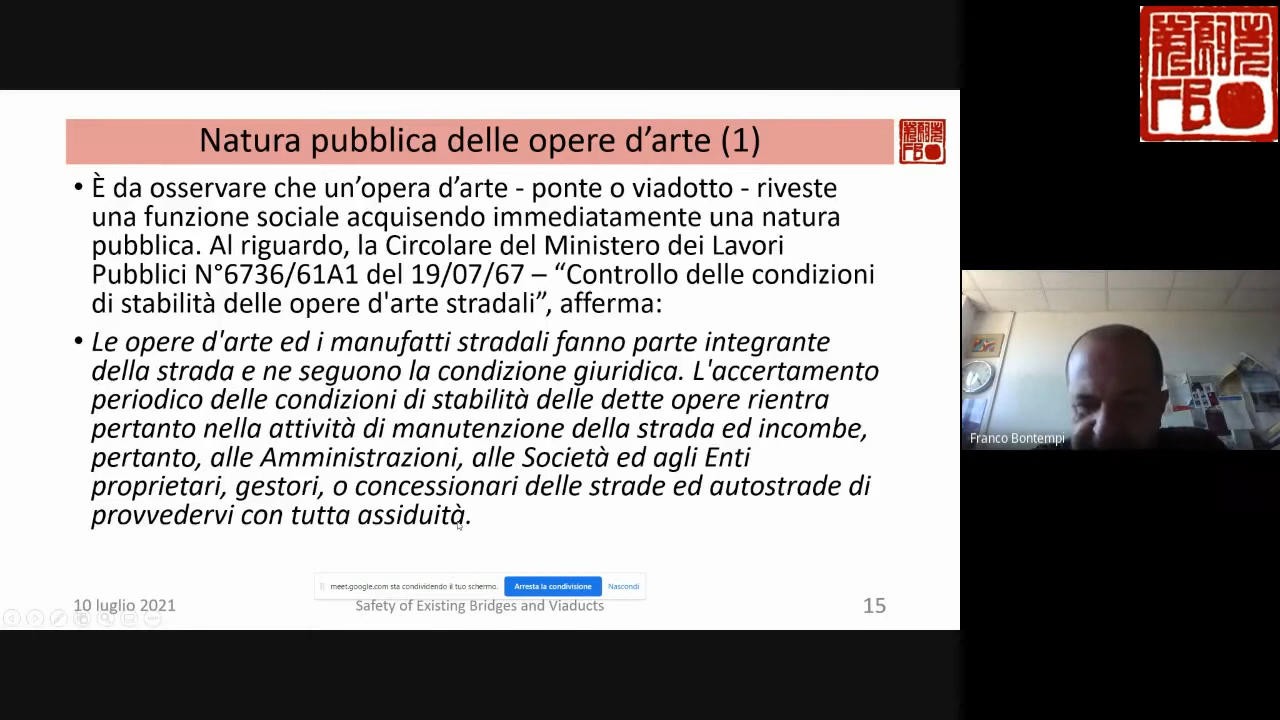 Natura pubblica delle opere d’arte (1)
• È da osservare che un’opera d’arte - ponte o viadotto - riveste
una funzione sociale acquisendo immediatamente una natura
pubblica. Al riguardo, la Circolare del Ministero dei Lavori
Pubblici N°6736/61A1 del 19/07/67 – “Controllo delle condizioni
di stabilità delle opere d'arte stradali”, afferma:
• Le opere d'arte ed i manufatti stradali fanno parte integrante
della strada e ne seguono la condizione giuridica. L'accertamento
periodico delle condizioni di stabilità delle dette opere rientra
pertanto nella attività di manutenzione della strada ed incombe,
pertanto, alle Amministrazioni, alle Società ed agli Enti
proprietari, gestori, o concessionari delle strade ed autostrade di
provvedervi con tutta assiduità.
meet.google.com sta condividendo il tuo schermo.
Arresta la condivisione
Nascondi
10 luglio 2021
Safety of Existing Bridges and Viaducts
15
Franco Bontempi
FB